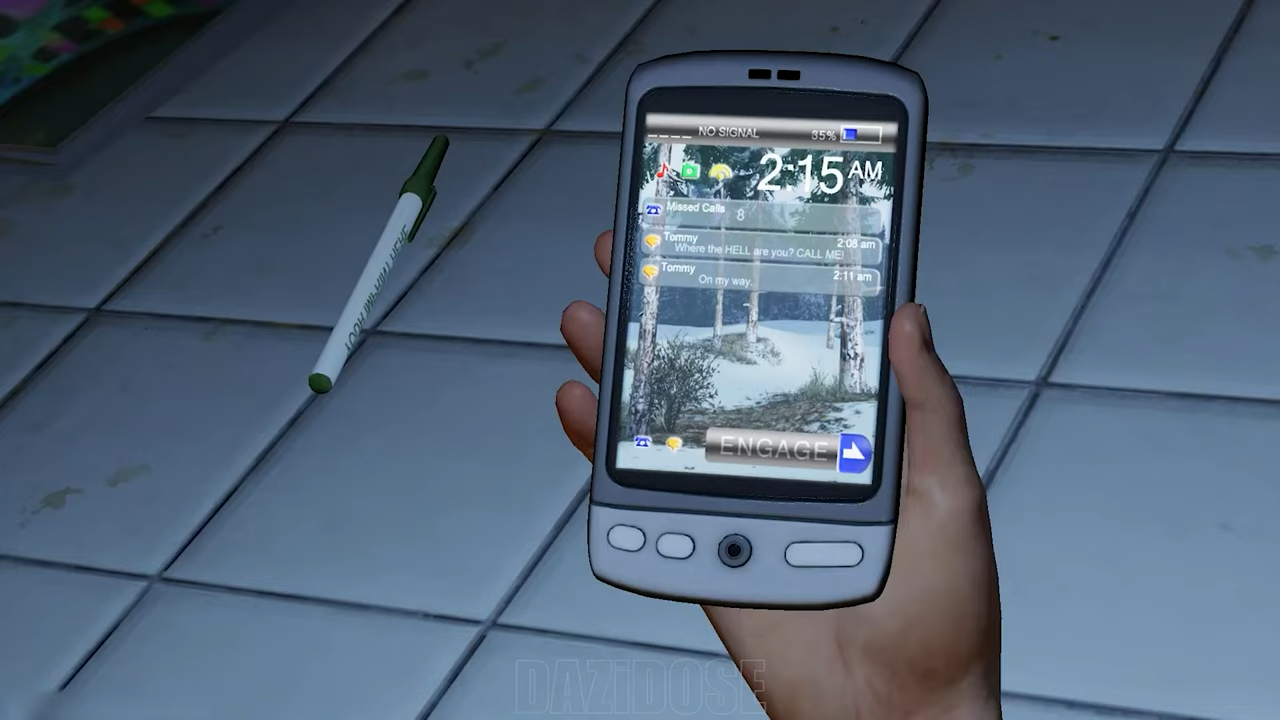 NO SIGNAL 35%
2:15 AM
Missed Calls
8
Tommy 2:08 am
Where the HELL are you? CALL ME!
Tommy 2:11 am
On my way.
ENGAGE
DAZiDOSE